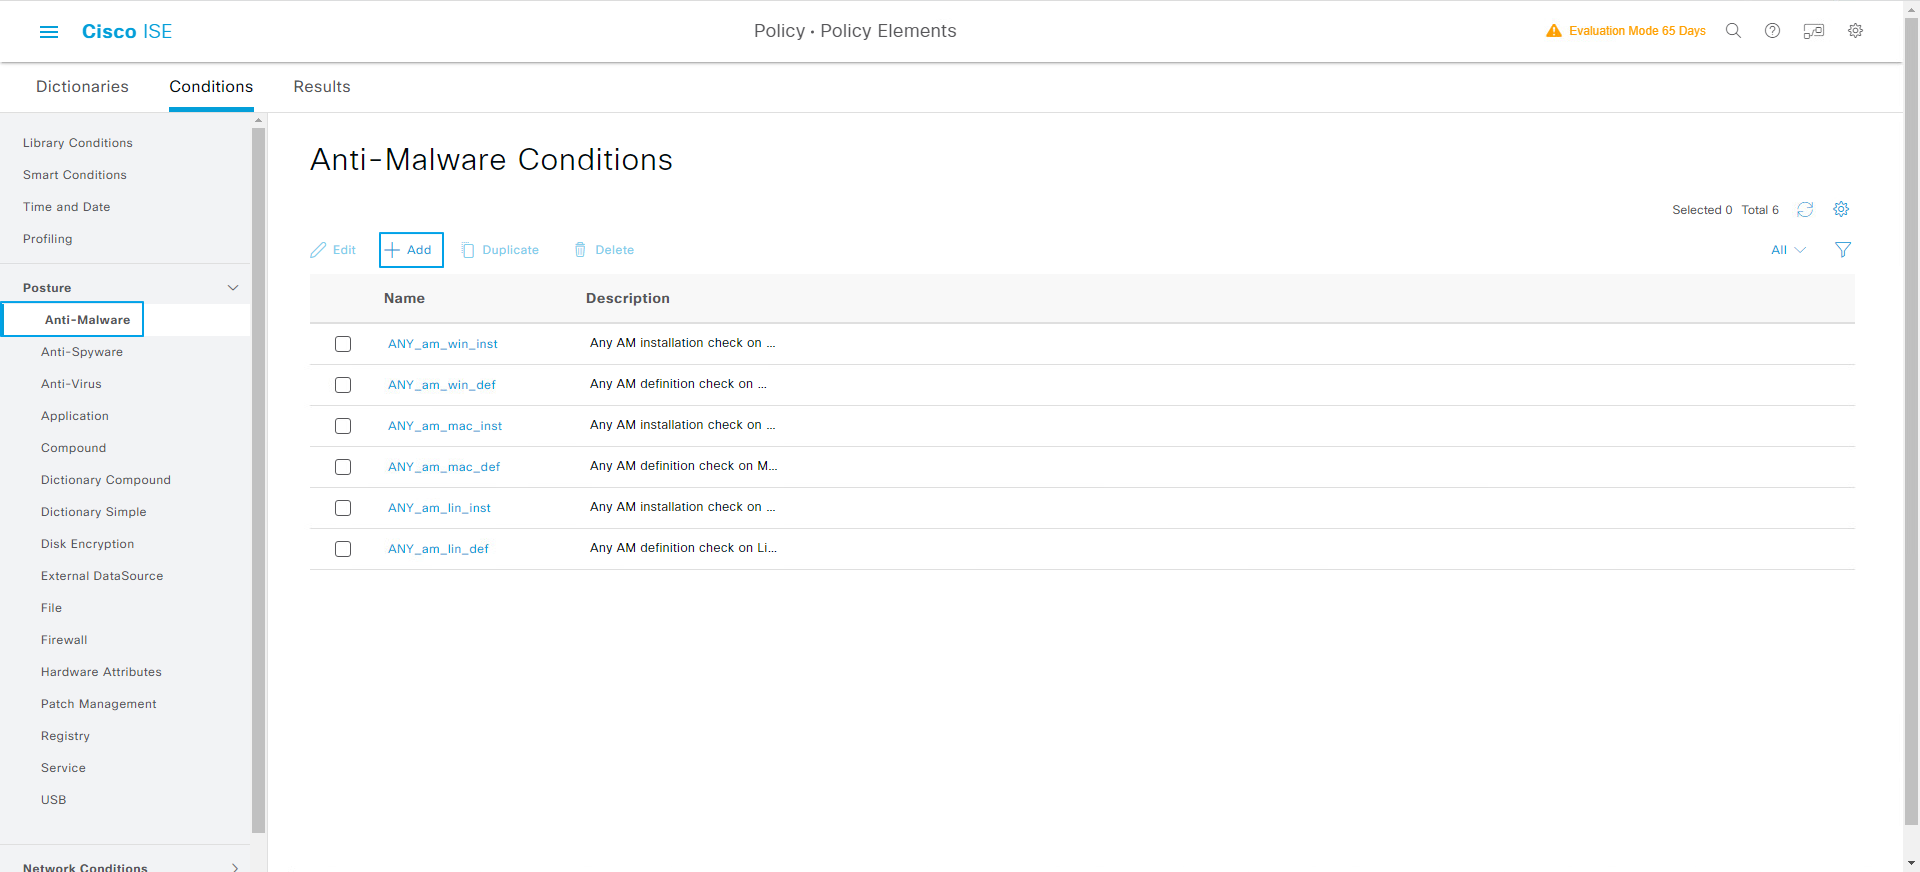 Cisco ISE
Policy · Policy Elements
Evaluation Mode 65 Days
Dictionaries
Conditions
Results
Library Conditions
Smart Conditions
Time and Date
Profiling
Posture
Anti-Malware
Anti-Spyware
Anti-Virus
Application
Compound
Dictionary Compound
Dictionary Simple
Disk Encryption
External DataSource
File
Firewall
Hardware Attributes
Patch Management
Registry
Service
USB
Network Conditions
Anti-Malware Conditions
Selected 0 Total 6
Edit
Add
Duplicate
Delete
All
Name Description
ANY_am_win_inst Any AM installation check on ...
ANY_am_win_def Any AM definition check on ...
ANY_am_mac_inst Any AM installation check on ...
ANY_am_mac_def Any AM definition check on M...
ANY_am_lin_inst Any AM installation check on ...
ANY_am_lin_def Any AM definition check on Li...